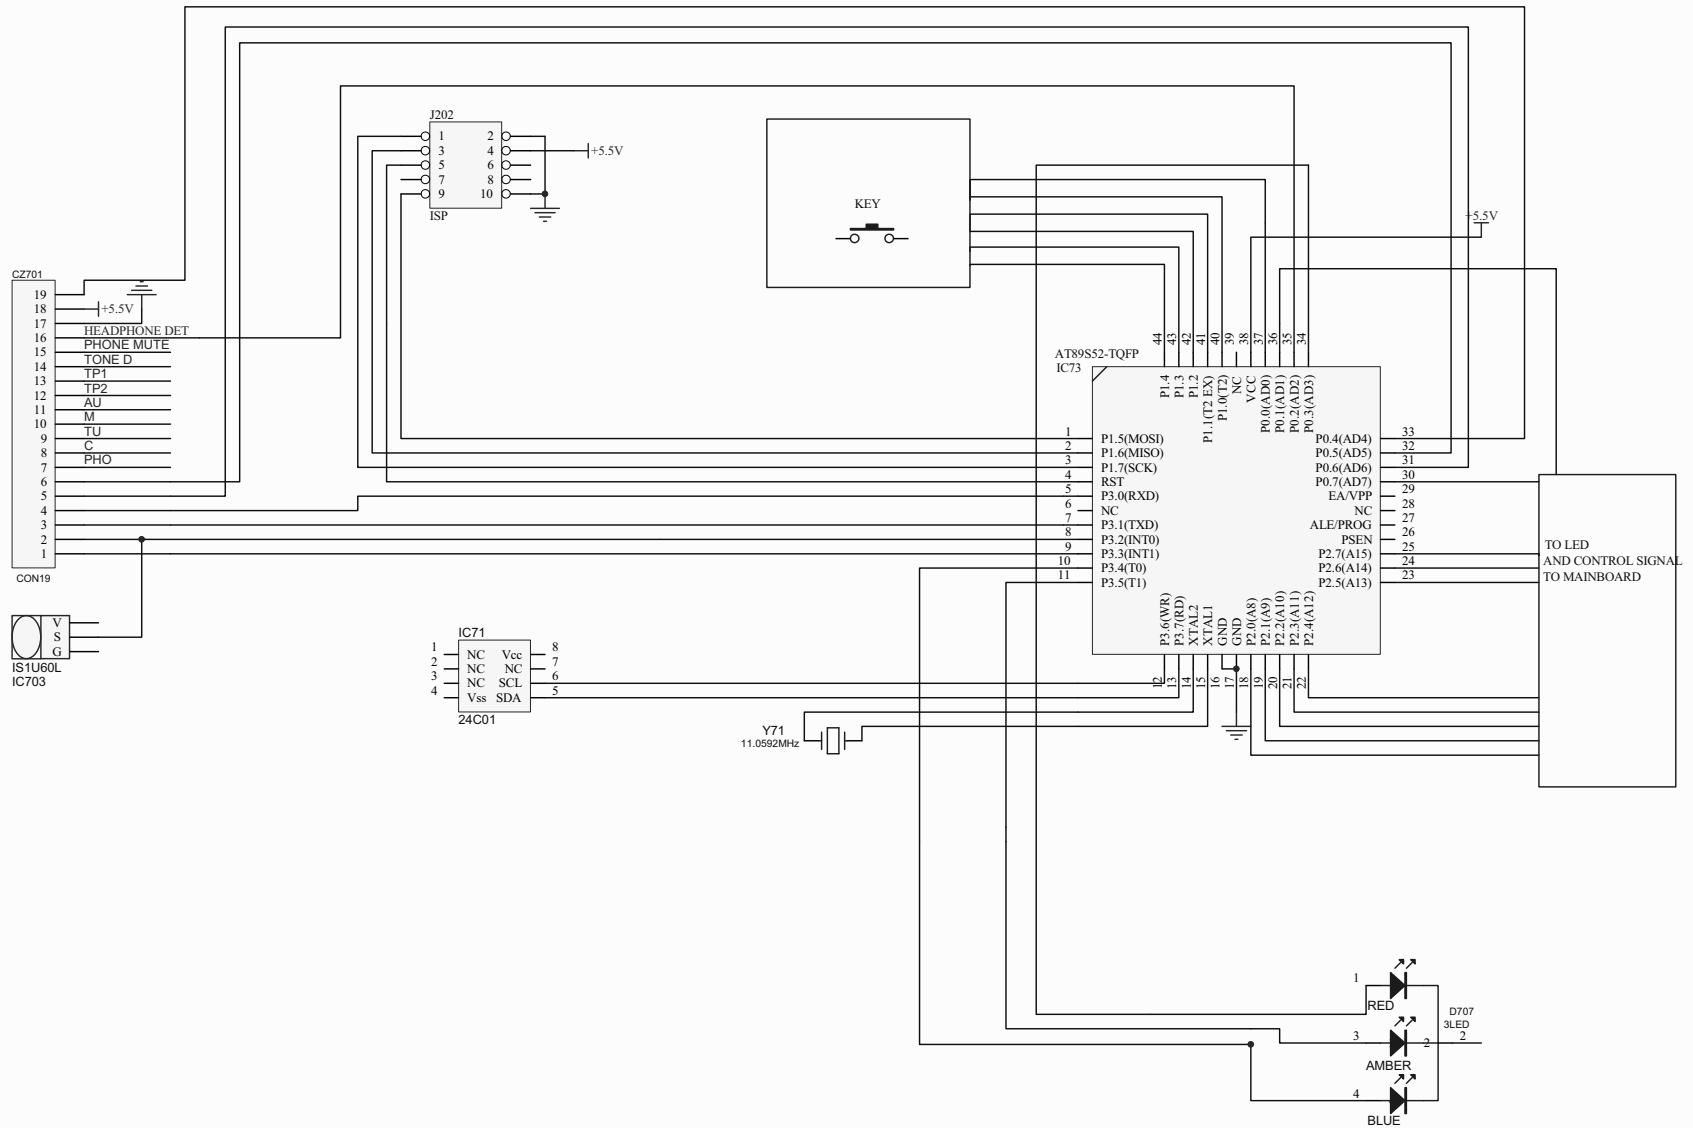 J202
1 2
3 4
5 6
7 8
9 10
ISP
+5.5V
KEY
+5.5V
CZ701
19
18
17
16
15
14
13
12
11
10
9
8
7
6
5
4
3
2
1
+5.5V
HEADPHONE DET
PHONE MUTE
TONE D
TP1
TP2
AU
M
TU
C
PHO
CON19
V
S
G
IS1U60L
IC703
IC71
1 NC Vcc 8
2 NC NC 7
3 NC SCL 6
4 Vss SDA 5
24C01
Y71
11.0592MHz
AT89S52-TQFP
IC73
44 P1.4
43 P1.3
42 P1.2
41 P1.1(T2 EX)
40 P1.0(T2)
39 NC
38 VCC
37 P0.0(AD0)
36 P0.1(AD1)
35 P0.2(AD2)
34 P0.3(AD3)
1 P1.5(MOSI)
2 P1.6(MISO)
3 P1.7(SCK)
4 RST
5 P3.0(RXD)
6 NC
7 P3.1(TXD)
8 P3.2(INT0)
9 P3.3(INT1)
10 P3.4(T0)
11 P3.5(T1)
P0.4(AD4) 33
P0.5(AD5) 32
P0.6(AD6) 31
P0.7(AD7) 30
EA/VPP 29
NC 28
ALE/PROG 27
PSEN 26
P2.7(A15) 25
P2.6(A14) 24
P2.5(A13) 23
P3.6(WR) 12
P3.7(RD) 13
XTAL2 14
XTAL1 15
GND 16
GND 17
P2.0(A8) 18
P2.1(A9) 19
P2.2(A10) 20
P2.3(A11) 21
P2.4(A12) 22
TO LED
AND CONTROL SIGNAL
TO MAINBOARD
1
RED
D707
3LED
3 2 2
AMBER
4
BLUE